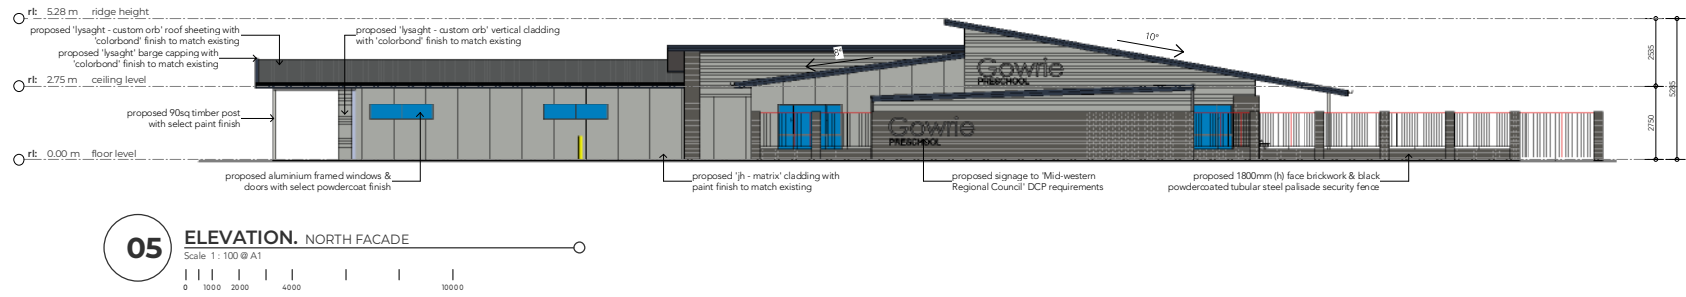 rl: 5.28 m ridge height
proposed 'lysaght - custom orb' roof sheeting with
'colorbond' finish to match existing
proposed 'lysaght' barge capping with
'colorbond' finish to match existing
proposed 'lysaght - custom orb' vertical cladding
with 'colorbond' finish to match existing
rl: 2.75 m ceiling level
proposed 90sq timber post
with select paint finish
rl: 0.00 m floor level
10°
Gowrie
PRESCHOOL
Gowrie
PRESCHOOL
2535
2750
5285
proposed aluminium framed windows &
doors with select powdercoat finish
proposed 'jh - matrix' cladding with
paint finish to match existing
proposed signage to 'Mid-western
Regional Council' DCP requirements
proposed 1800mm (h) face brickwork & black
powdercoated tubular steel palisade security fence
05
ELEVATION. NORTH FACADE
Scale 1 : 100 @ A1
0 1000 2000 4000 10000